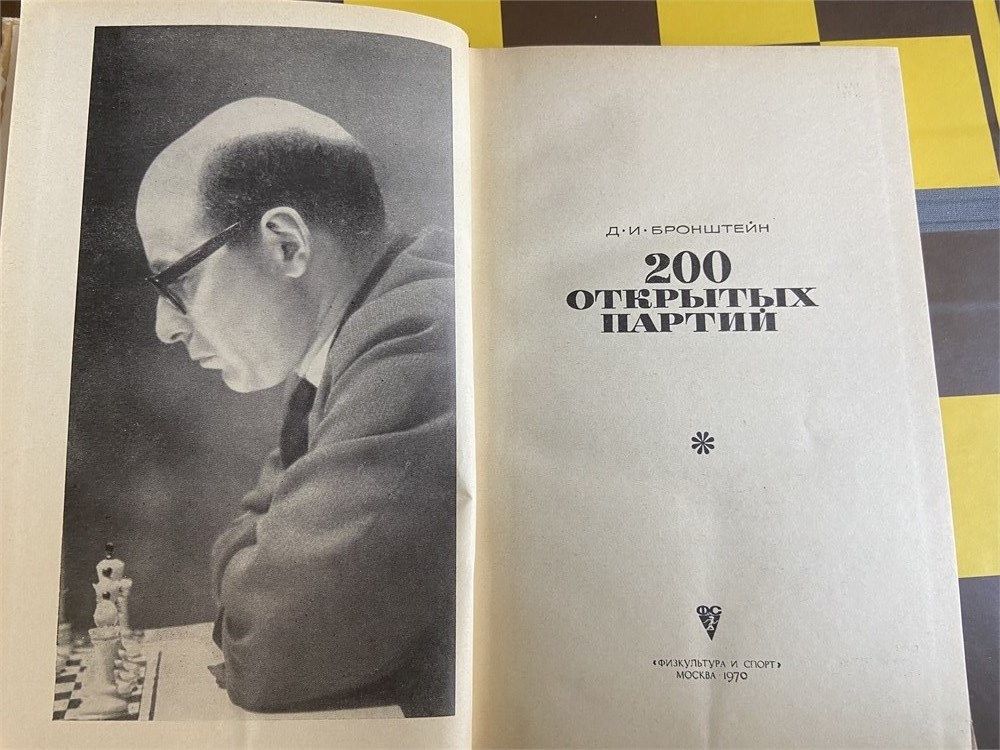 Д·И·БРОНШТЕЙН
200
ОТКРЫТЫХ
ПАРТИЙ
ФС
«ФИЗКУЛЬТУРА И СПОРТ»
МОСКВА 1970